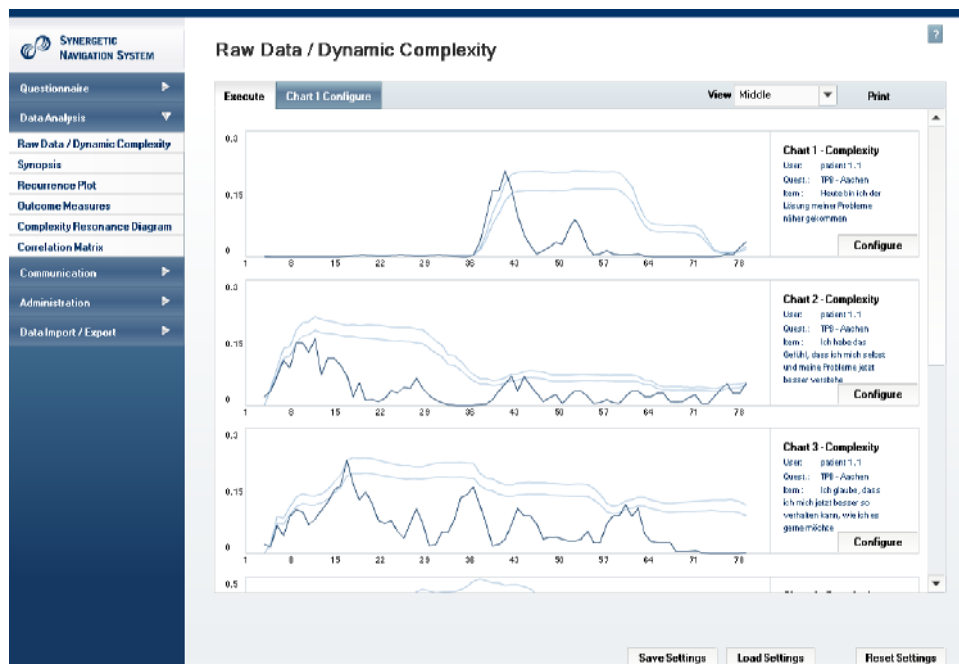 SYNERGETIC
NAVIGATION SYSTEM
Questionnaire
Data Analysis
Raw Data / Dynamic Complexity
Synopsis
Recurrence Plot
Outcome Measures
Complexity Resonance Diagram
Correlation Matrix
Communication
Administration
Data Import / Export
?
Raw Data / Dynamic Complexity
Execute Chart 1 Configure View Middle Print
0.3
0.15
0
1 8 15 22 29 36 43 50 57 64 71 78
Chart 1 - Complexity
User: patient 1.1
Quest.: TPB - Aachen
Item: Heute bin ich der
Lösung meiner Probleme
näher gekommen
Configure
0.3
0.15
0
1 8 15 22 29 36 43 50 57 64 71 78
Chart 2 - Complexity
User: patient 1.1
Quest.: TPB - Aachen
Item: Ich habe das
Gefühl, dass ich mich selbst
und meine Probleme jetzt
besser verstehe
Configure
0.3
0.15
0
1 8 15 22 29 36 43 50 57 64 71 78
Chart 3 - Complexity
User: patient 1.1
Quest.: TPB - Aachen
Item: Ich glaube, dass
ich mich jetzt besser so
verhalten kann, wie ich es
gerne möchte
Configure
0.5
Save Settings Load Settings Reset Settings